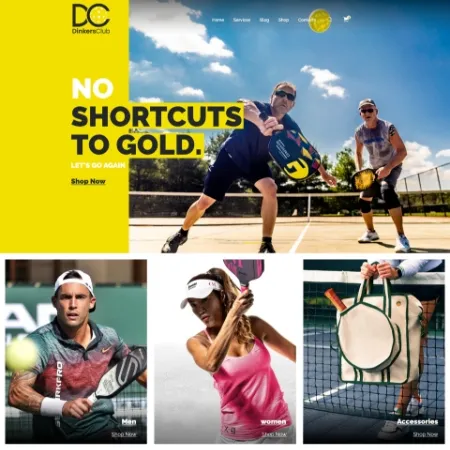 DC
DinkersClub
Home Services Blog Shop Contact
NO
SHORTCUTS
TO GOLD.
LET'S GO AGAIN
Shop Now
Men
Shop Now
women
Shop Now
Accessories
Shop Now